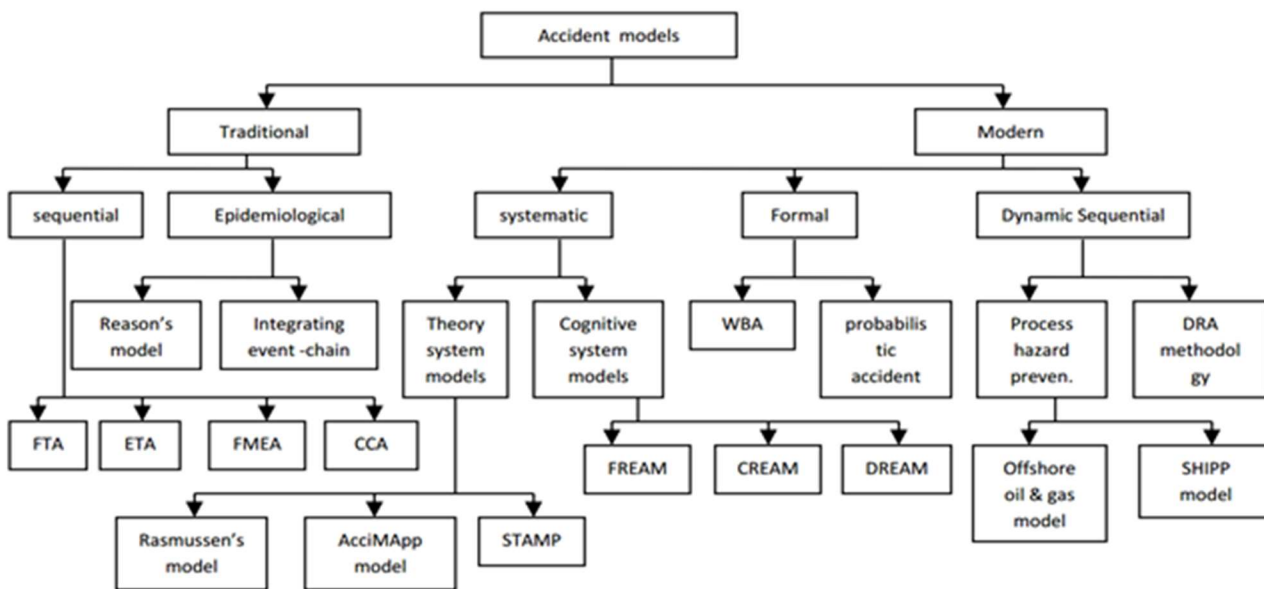 Accident models
Traditional
Modern
sequential
Epidemiological
systematic
Formal
Dynamic Sequential
Reason's
model
Integrating
event -chain
Theory
system
models
Cognitive
system
models
WBA
probabilis
tic
accident
Process
hazard
preven.
DRA
methodol
gy
FTA
ETA
FMEA
CCA
FREAM
CREAM
DREAM
Offshore
oil & gas
model
SHIPP
model
Rasmussen's
model
AcciMApp
model
STAMP